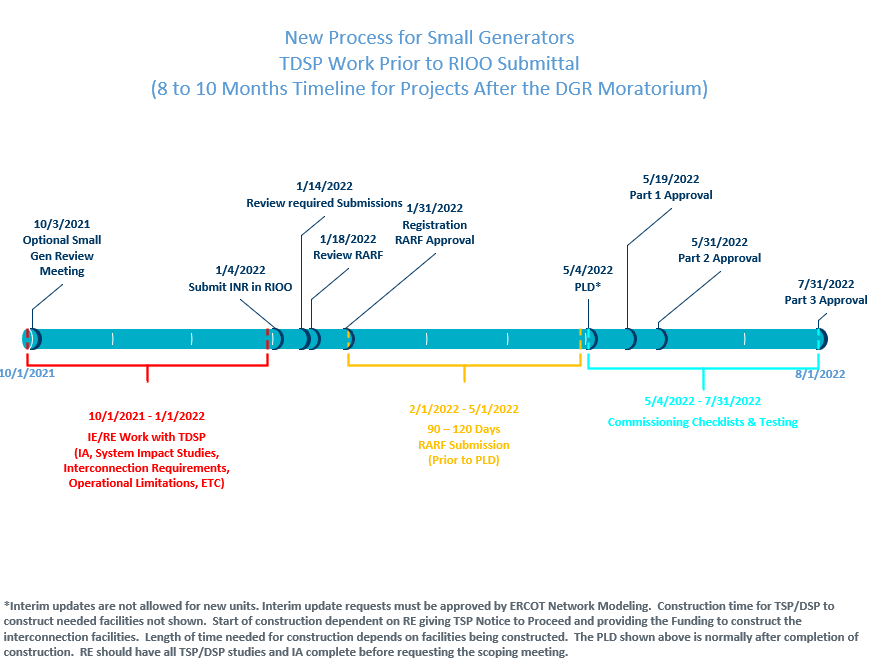 New Process for Small Generators
TDSP Work Prior to RIOO Submittal
(8 to 10 Months Timeline for Projects After the DGR Moratorium)
10/3/2021
Optional Small
Gen Review
Meeting
1/4/2022
Submit INR in RIOO
1/14/2022
Review required Submissions
1/18/2022
Review RARF
1/31/2022
Registration
RARF Approval
5/4/2022
PLD*
5/19/2022
Part 1 Approval
5/31/2022
Part 2 Approval
7/31/2022
Part 3 Approval
10/1/2021
8/1/2022
10/1/2021 - 1/1/2022
IE/RE Work with TDSP
(IA, System Impact Studies,
Interconnection Requirements,
Operational Limitations, ETC)
2/1/2022 - 5/1/2022
90 – 120 Days
RARF Submission
(Prior to PLD)
5/4/2022 - 7/31/2022
Commissioning Checklists & Testing
*Interim updates are not allowed for new units. Interim update requests must be approved by ERCOT Network Modeling.  Construction time for TSP/DSP to
construct needed facilities not shown.  Start of construction dependent on RE giving TSP Notice to Proceed and providing the Funding to construct the
interconnection facilities.  Length of time needed for construction depends on facilities being constructed.  The PLD shown above is normally after completion of
construction.  RE should have all TSP/DSP studies and IA complete before requesting the scoping meeting.